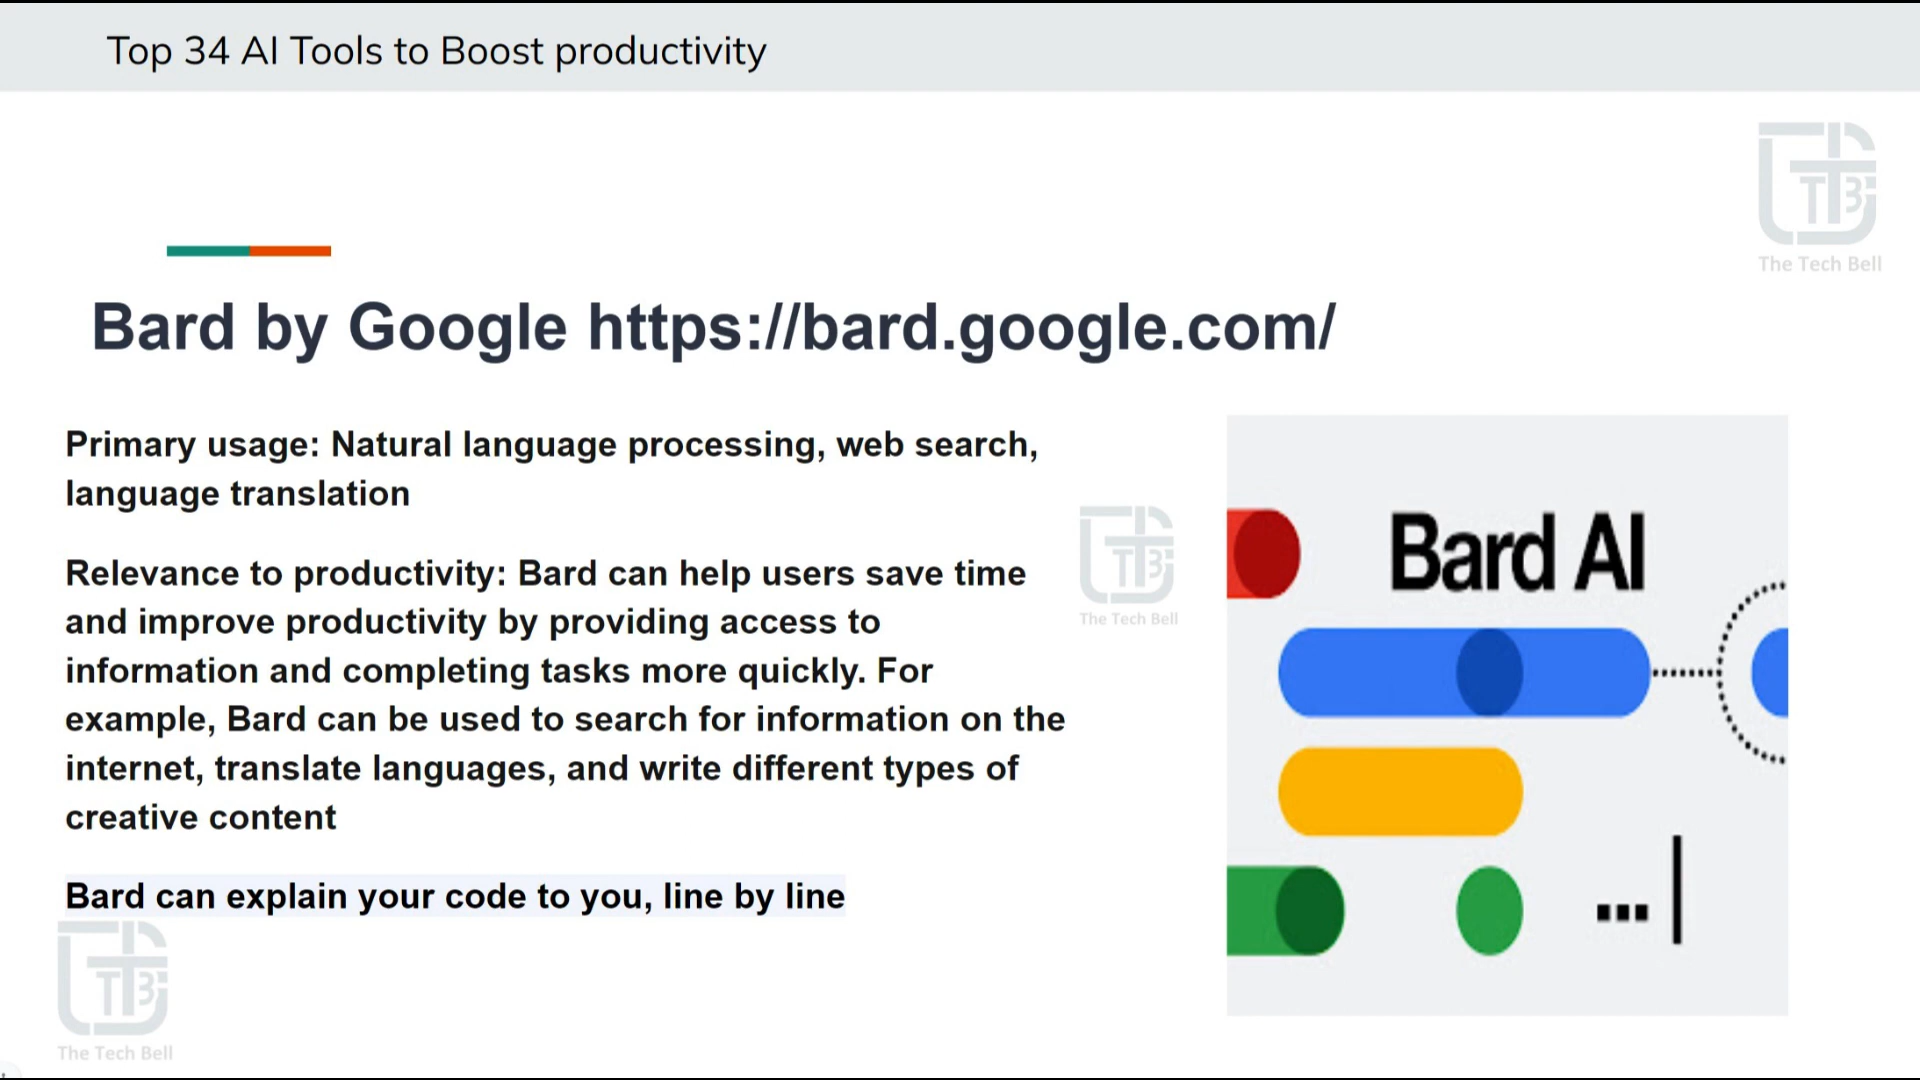 Top 34 AI Tools to Boost productivity
TTB
The Tech Bell
Bard by Google https://bard.google.com/
Primary usage: Natural language processing, web search,
language translation
Relevance to productivity: Bard can help users save time
and improve productivity by providing access to
information and completing tasks more quickly. For
example, Bard can be used to search for information on the
internet, translate languages, and write different types of
creative content
Bard can explain your code to you, line by line
TTB
The Tech Bell
Bard AI
...
TTB
The Tech Bell